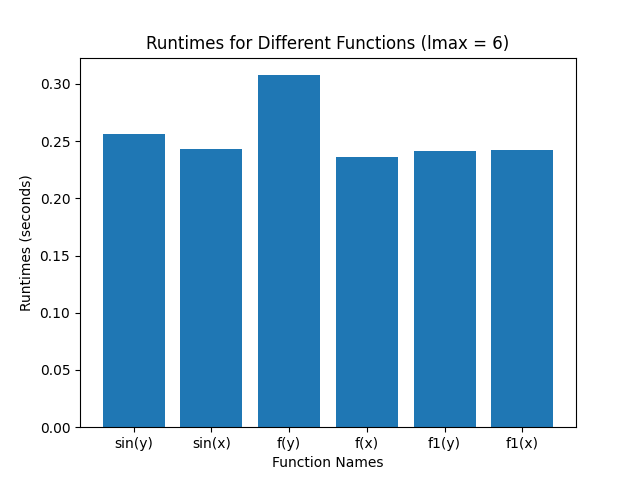 Runtimes for Different Functions (lmax = 6)
Runtimes (seconds)
0.30
0.25
0.20
0.15
0.10
0.05
0.00
sin(y) sin(x) f(y) f(x) f1(y) f1(x)
Function Names